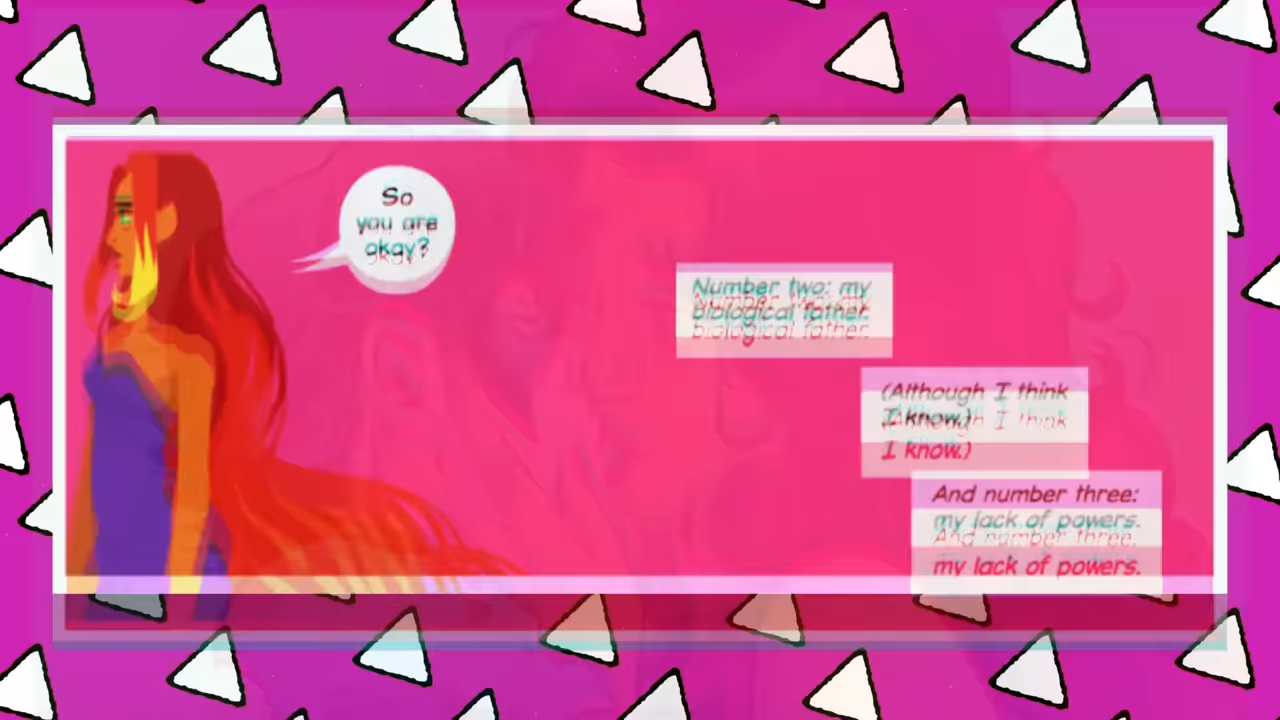 So
you are
okay?
Number two: my
biological father.
(Although I think
I know.)
And number three:
my lack of powers.